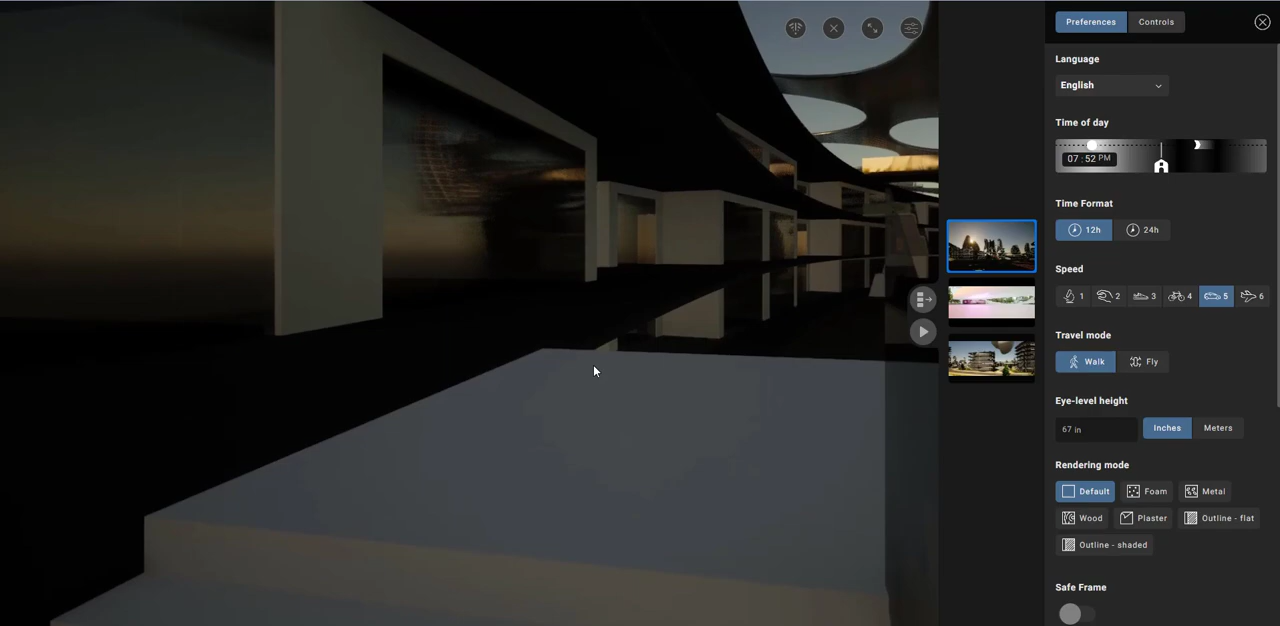 Preferences
Controls
Language
English
Time of day
07 : 52 PM
Time Format
12h
24h
Speed
1
2
3
4
5
6
Travel mode
Walk
Fly
Eye-level height
67 in
Inches
Meters
Rendering mode
Default
Foam
Metal
Wood
Plaster
Outline - flat
Outline - shaded
Safe Frame